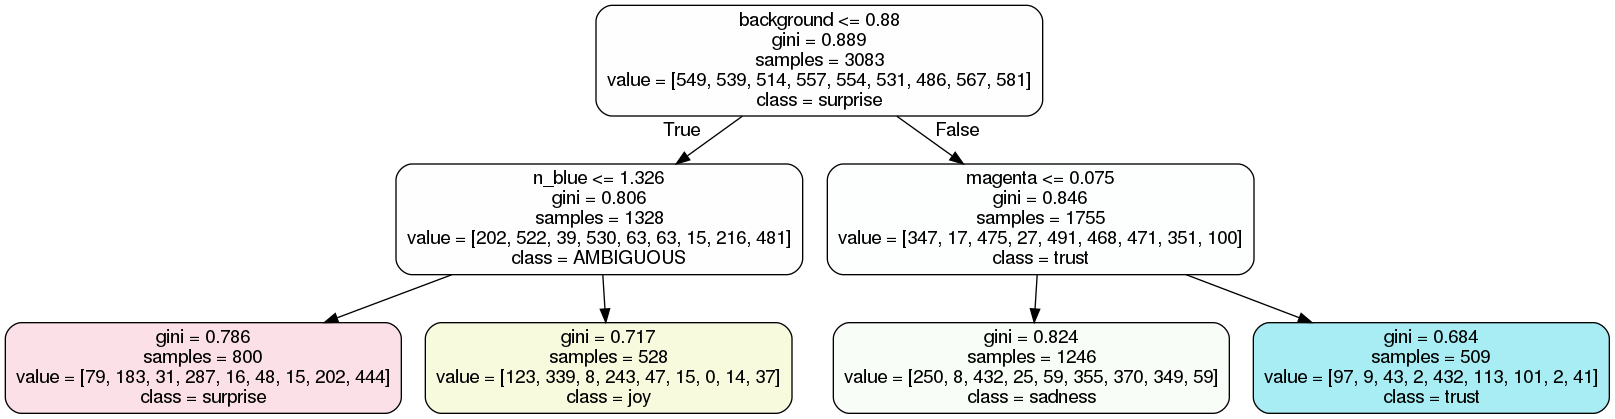 background <= 0.88
gini = 0.889
samples = 3083
value = [549, 539, 514, 557, 554, 531, 486, 567, 581]
class = surprise
True
False
n_blue <= 1.326
gini = 0.806
samples = 1328
value = [202, 522, 39, 530, 63, 63, 15, 216, 481]
class = AMBIGUOUS
magenta <= 0.075
gini = 0.846
samples = 1755
value = [347, 17, 475, 27, 491, 468, 471, 351, 100]
class = trust
gini = 0.786
samples = 800
value = [79, 183, 31, 287, 16, 48, 15, 202, 444]
class = surprise
gini = 0.717
samples = 528
value = [123, 339, 8, 243, 47, 15, 0, 14, 37]
class = joy
gini = 0.824
samples = 1246
value = [250, 8, 432, 25, 59, 355, 370, 349, 59]
class = sadness
gini = 0.684
samples = 509
value = [97, 9, 43, 2, 432, 113, 101, 2, 41]
class = trust